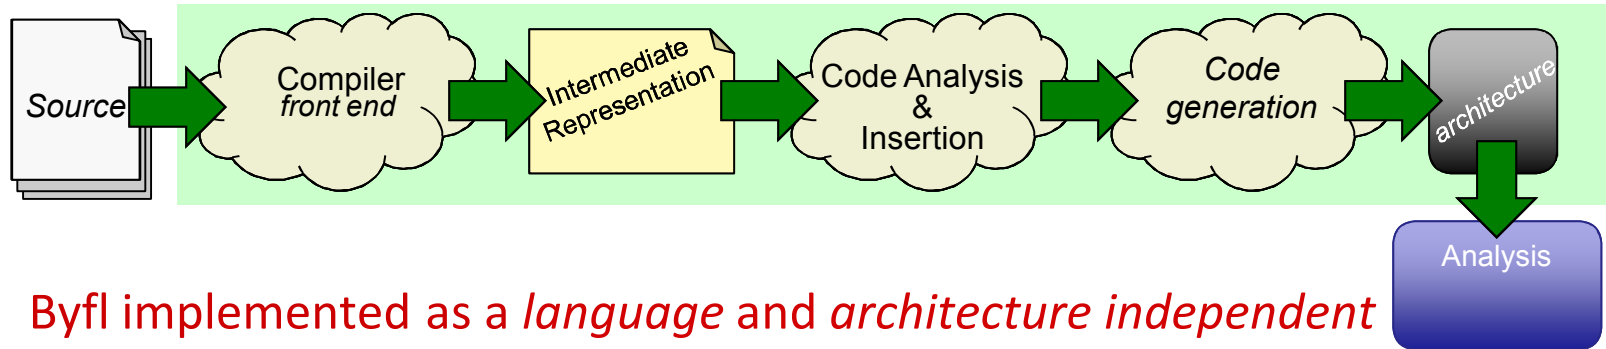 Source
Compiler
front end
Intermediate
Representation
Code Analysis
&
Insertion
Code
generation
architecture
Analysis
Byfl implemented as a language and architecture independent